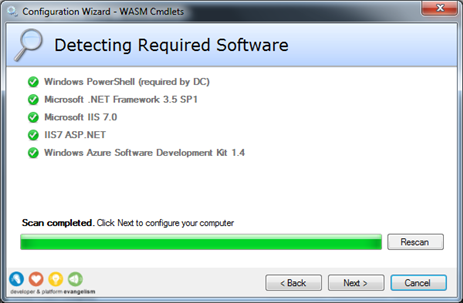 Configuration Wizard - WASM Cmdlets
Detecting Required Software
Windows PowerShell (required by DC)
Microsoft .NET Framework 3.5 SP1
Microsoft IIS 7.0
IIS7 ASP.NET
Windows Azure Software Development Kit 1.4
Scan completed. Click Next to configure your computer
Rescan
developer & platform evangelism
< Back
Next >
Cancel